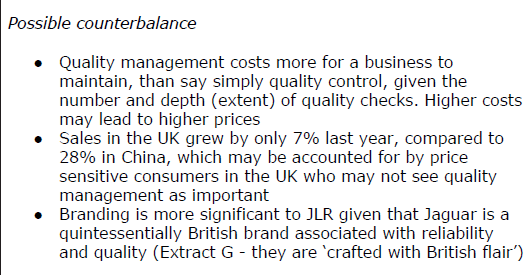 Possible counterbalance
● Quality management costs more for a business to
maintain, than say simply quality control, given the
number and depth (extent) of quality checks. Higher costs
may lead to higher prices
● Sales in the UK grew by only 7% last year, compared to
28% in China, which may be accounted for by price
sensitive consumers in the UK who may not see quality
management as important
● Branding is more significant to JLR given that Jaguar is a
quintessentially British brand associated with reliability
and quality (Extract G - they are ‘crafted with British flair’)